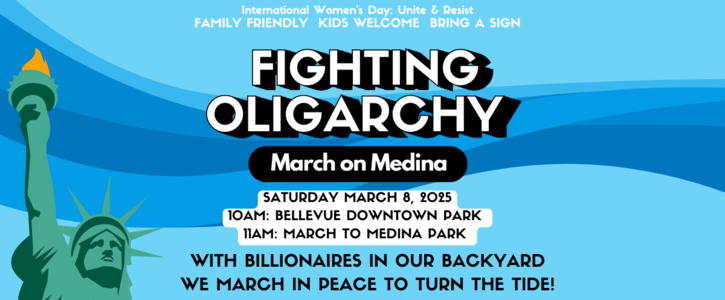 International Women's Day: Unite & Resist
FAMILY FRIENDLY KIDS WELCOME BRING A SIGN
FIGHTING
OLIGARCHY
March on Medina
SATURDAY MARCH 8, 2025
10AM: BELLEVUE DOWNTOWN PARK
11AM: MARCH TO MEDINA PARK
WITH BILLIONAIRES IN OUR BACKYARD
WE MARCH IN PEACE TO TURN THE TIDE!